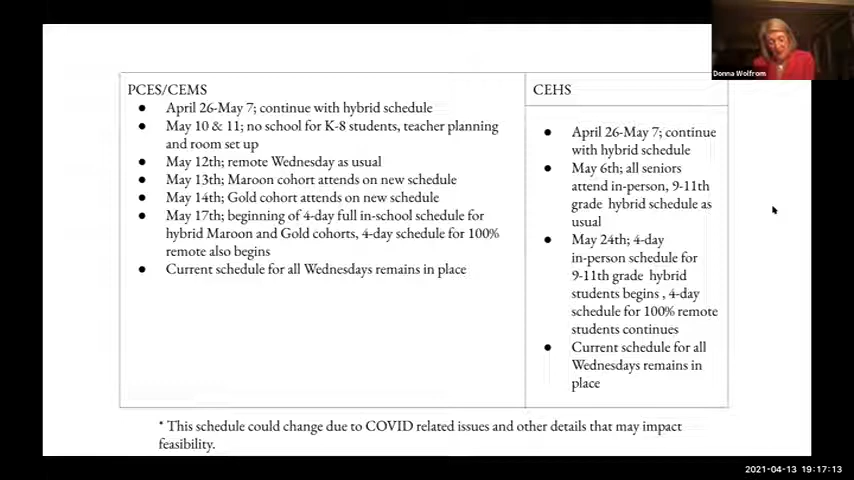 Donna Wolfrom
PCES/CEMS
● April 26-May 7; continue with hybrid schedule
● May 10 & 11; no school for K-8 students, teacher planning
and room set up
● May 12th; remote Wednesday as usual
● May 13th; Maroon cohort attends on new schedule
● May 14th; Gold cohort attends on new schedule
● May 17th; beginning of 4-day full in-school schedule for
hybrid Maroon and Gold cohorts, 4-day schedule for 100%
remote also begins
● Current schedule for all Wednesdays remains in place
CEHS
● April 26-May 7; continue
with hybrid schedule
● May 6th; all seniors
attend in-person, 9-11th
grade hybrid schedule as
usual
● May 24th; 4-day
in-person schedule for
9-11th grade hybrid
students begins , 4-day
schedule for 100% remote
students continues
● Current schedule for all
Wednesdays remains in
place
* This schedule could change due to COVID related issues and other details that may impact
feasibility.
2021-04-13 19:17:13